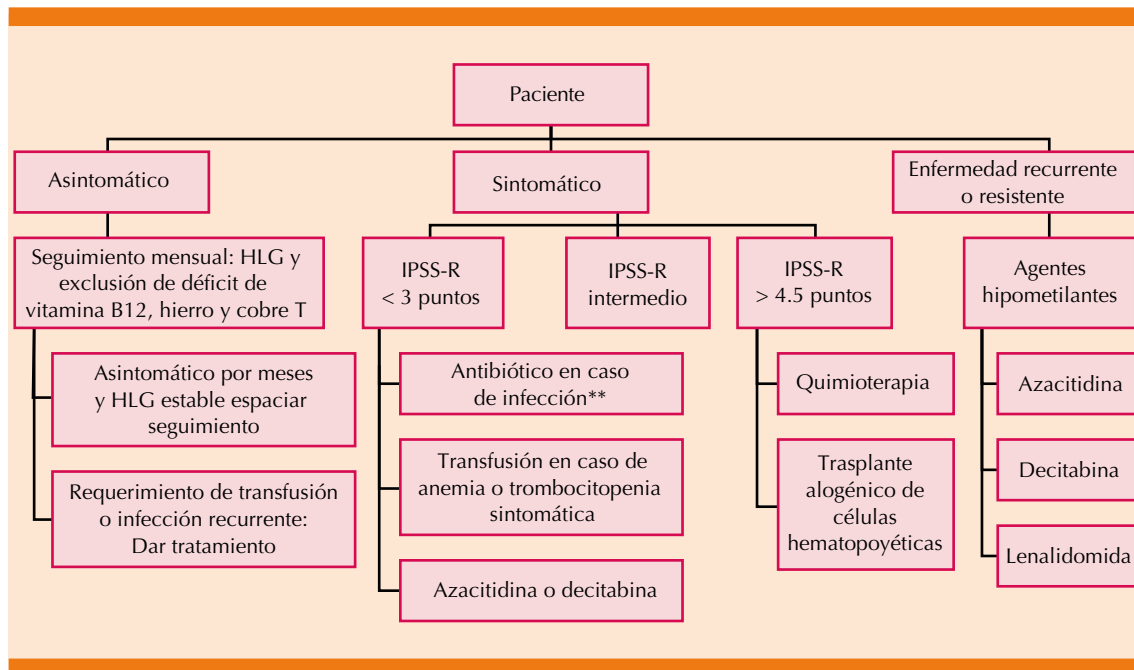 Paciente
Asintomático
Seguimiento mensual: HLG y
exclusión de déficit de
vitamina B12, hierro y cobre T
Asintomático por meses
y HLG estable espaciar
seguimiento
Requerimiento de transfusión
o infección recurrente:
Dar tratamiento
Sintomático
IPSS-R
< 3 puntos
Antibiótico en caso
de infección**
Transfusión en caso de
anemia o trombocitopenia
sintomática
Azacitidina o decitabina
IPSS-R
intermedio
IPSS-R
> 4.5 puntos
Quimioterapia
Trasplante
alogénico de
células
hematopoyéticas
Enfermedad recurrente
o resistente
Agentes
hipometilantes
Azacitidina
Decitabina
Lenalidomida